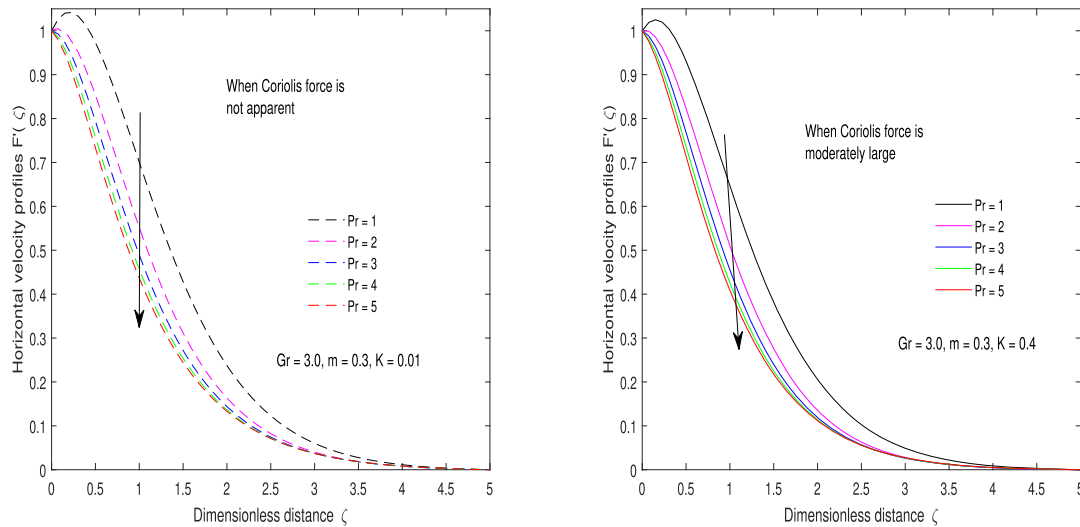 Horizontal velocity profiles F'( ζ)
1
0.9
0.8
0.7
0.6
0.5
0.4
0.3
0.2
0.1
0
When Coriolis force is
not apparent
Pr = 1
Pr = 2
Pr = 3
Pr = 4
Pr = 5
Gr = 3.0, m = 0.3, K = 0.01
0 0.5 1 1.5 2 2.5 3 3.5 4 4.5 5
Dimensionless distance ζ
Horizontal velocity profiles F'( ζ)
1
0.9
0.8
0.7
0.6
0.5
0.4
0.3
0.2
0.1
0
When Coriolis force is
moderately large
Pr = 1
Pr = 2
Pr = 3
Pr = 4
Pr = 5
Gr = 3.0, m = 0.3, K = 0.4
0 0.5 1 1.5 2 2.5 3 3.5 4 4.5 5
Dimensionless distance ζ